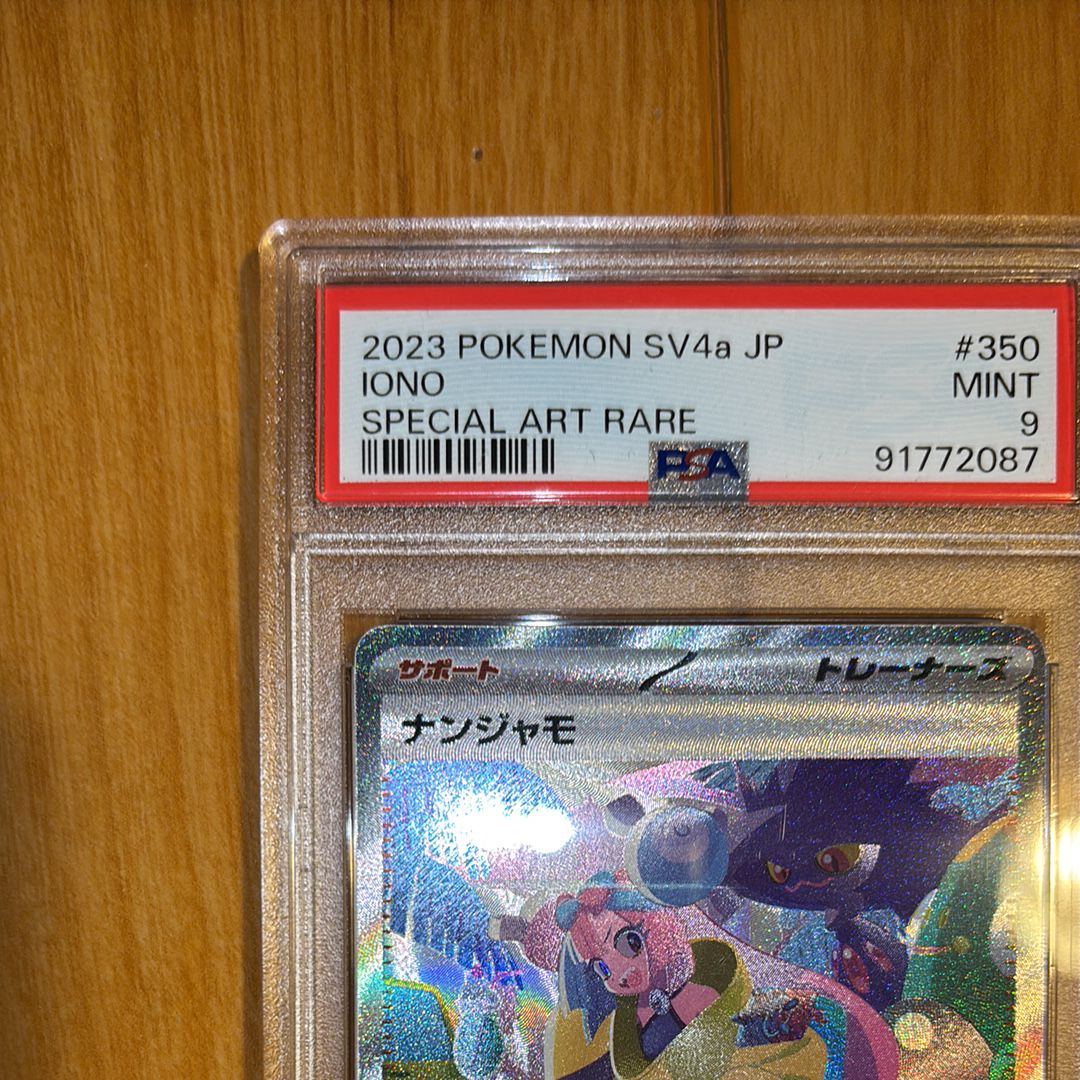 2023 POKEMON SV4a JP #350
IONO MINT
SPECIAL ART RARE 9
PSA 91772087
サポート トレーナーズ
ナンジャモ